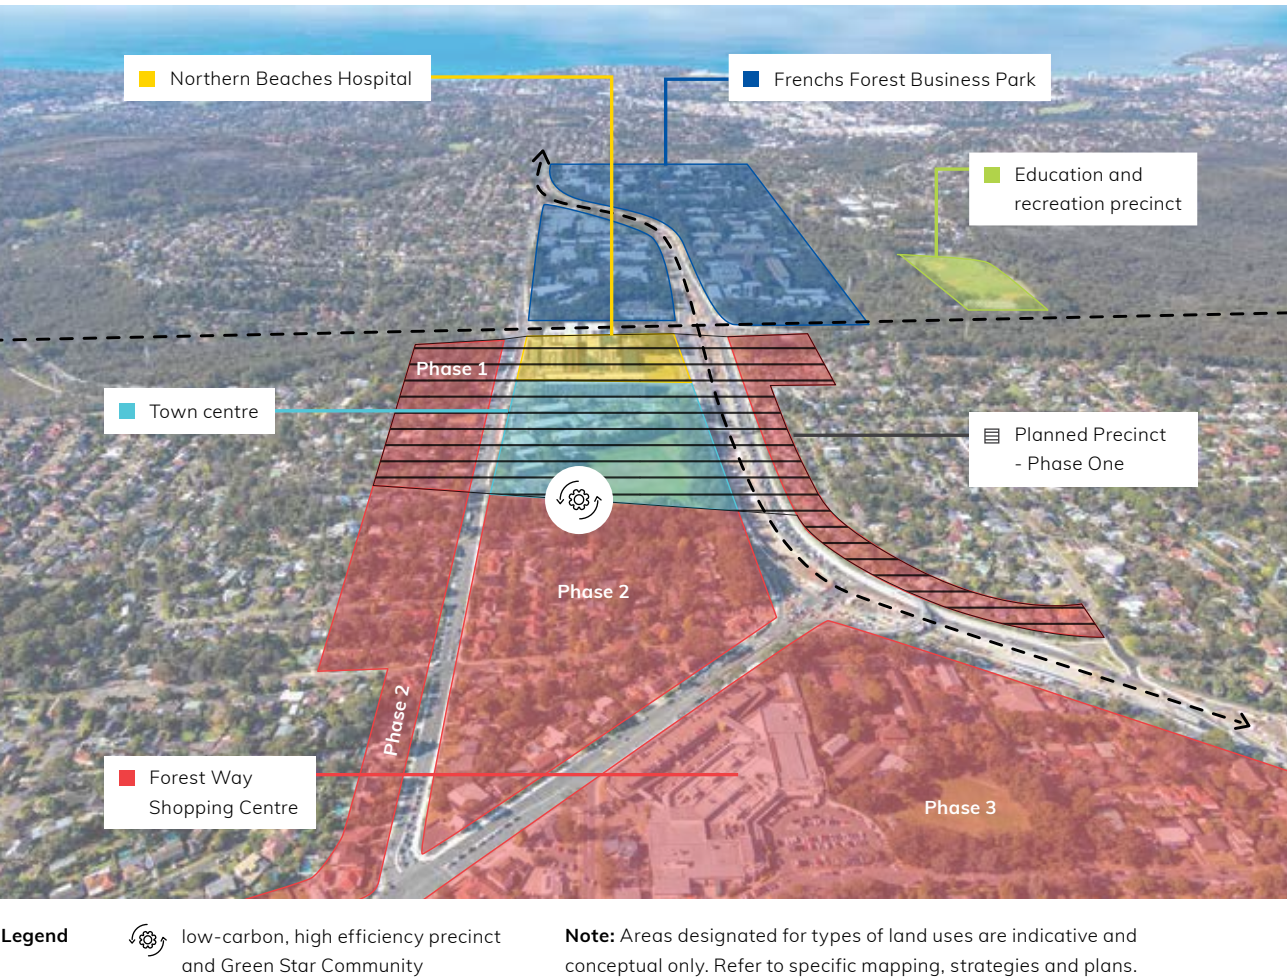 Northern Beaches Hospital
Frenchs Forest Business Park
Education and
recreation precinct
Phase 1
Town centre
Planned Precinct
- Phase One
Phase 2
Phase 2
Forest Way
Shopping Centre
Phase 3
Legend
low-carbon, high efficiency precinct
and Green Star Community
Note: Areas designated for types of land uses are indicative and
conceptual only. Refer to specific mapping, strategies and plans.